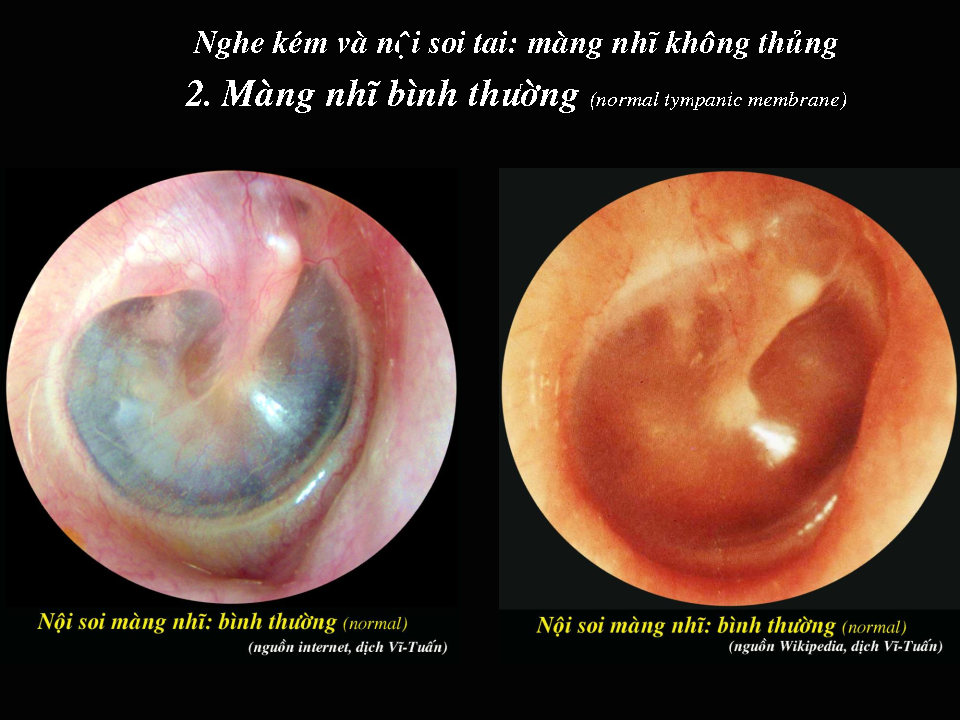 Nghe kém và nội soi tai: màng nhĩ không thủng
2. Màng nhĩ bình thường (normal tympanic membrane)
Nội soi màng nhĩ: bình thường (normal)
(nguồn internet, dịch Vĩ-Tuấn)
Nội soi màng nhĩ: bình thường (normal)
(nguồn Wikipedia, dịch Vĩ-Tuấn)